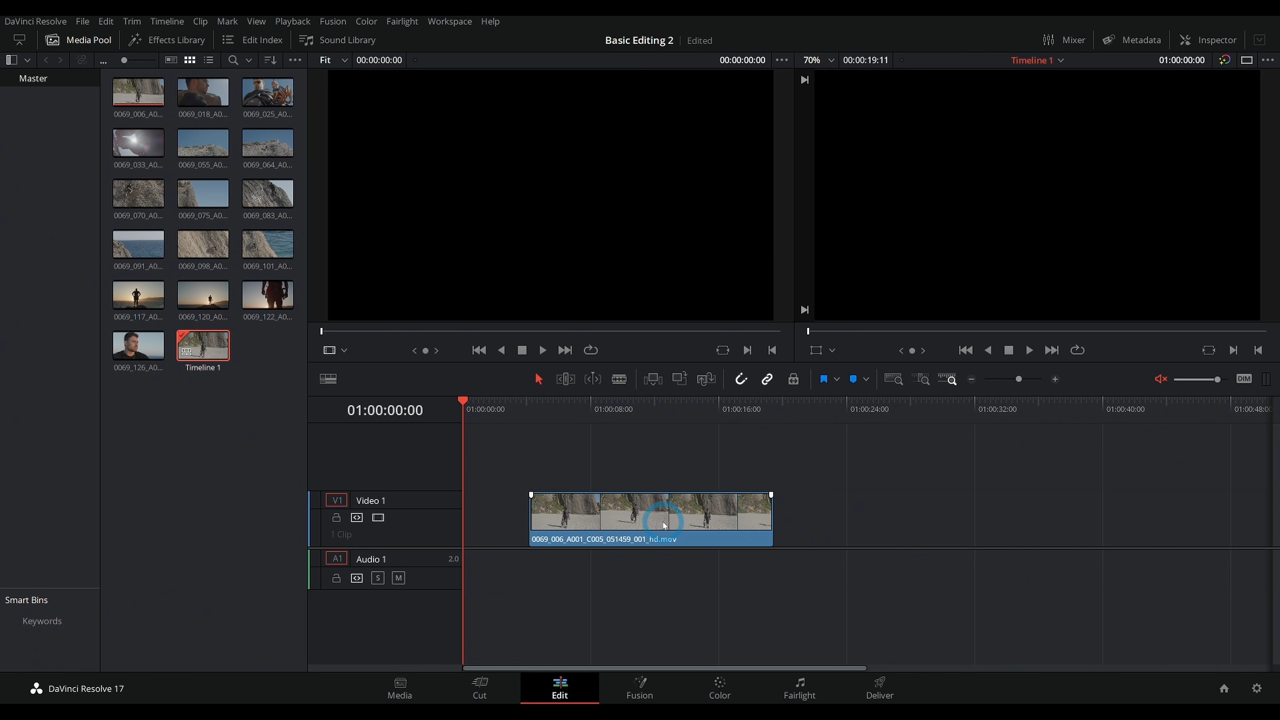 DaVinci Resolve File Edit Trim Timeline Clip Mark View Playback Fusion Color Fairlight Workspace Help
Media Pool Effects Library Edit Index Sound Library Basic Editing 2 Edited Mixer Metadata Inspector
... Fit 00:00:00:00 00:00:00:00 70% 00:00:19:11 Timeline 1 01:00:00:00
Master
0069_006_A0... 0069_018_A0... 0069_025_A0...
0069_033_A0... 0069_055_A0... 0069_064_A0...
0069_070_A0... 0069_075_A0... 0069_083_A0...
0069_091_A0... 0069_098_A0... 0069_101_A0...
0069_117_A0... 0069_120_A0... 0069_122_A0...
0069_126_A0... Timeline 1
DIM
01:00:00:00 01:00:00:00 01:00:08:00 01:00:16:00 01:00:24:00 01:00:32:00 01:00:40:00 01:00:48:00
V1 Video 1
1 Clip
0069_006_A001_C005_051459_001_hd.mov
A1 Audio 1 2.0
S M
Smart Bins
Keywords
DaVinci Resolve 17 Media Cut Edit Fusion Color Fairlight Deliver